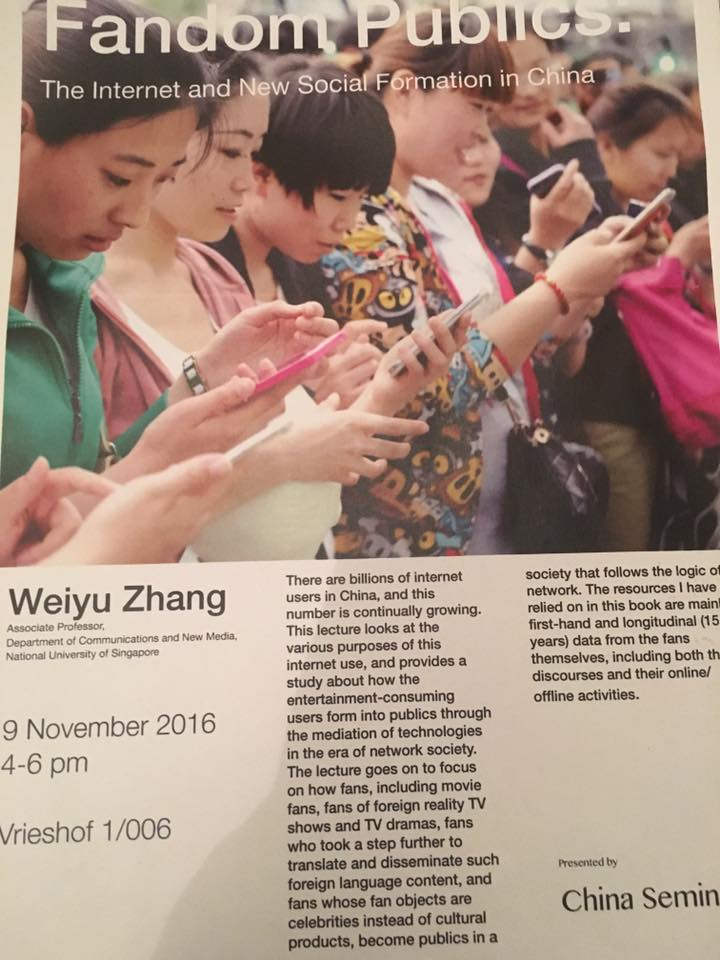 Fandom Publics:
The Internet and New Social Formation in China
Weiyu Zhang
Associate Professor,
Department of Communications and New Media,
National University of Singapore
9 November 2016
4-6 pm
Vrieshof 1/006
There are billions of internet
users in China, and this
number is continually growing.
This lecture looks at the
various purposes of this
internet use, and provides a
study about how the
entertainment-consuming
users form into publics through
the mediation of technologies
in the era of network society.
The lecture goes on to focus
on how fans, including movie
fans, fans of foreign reality TV
shows and TV dramas, fans
who took a step further to
translate and disseminate such
foreign language content, and
fans whose fan objects are
celebrities instead of cultural
products, become publics in a
society that follows the logic of
network. The resources I have
relied on in this book are mainl
first-hand and longitudinal (15
years) data from the fans
themselves, including both th
discourses and their online/
offline activities.
Presented by
China Semin